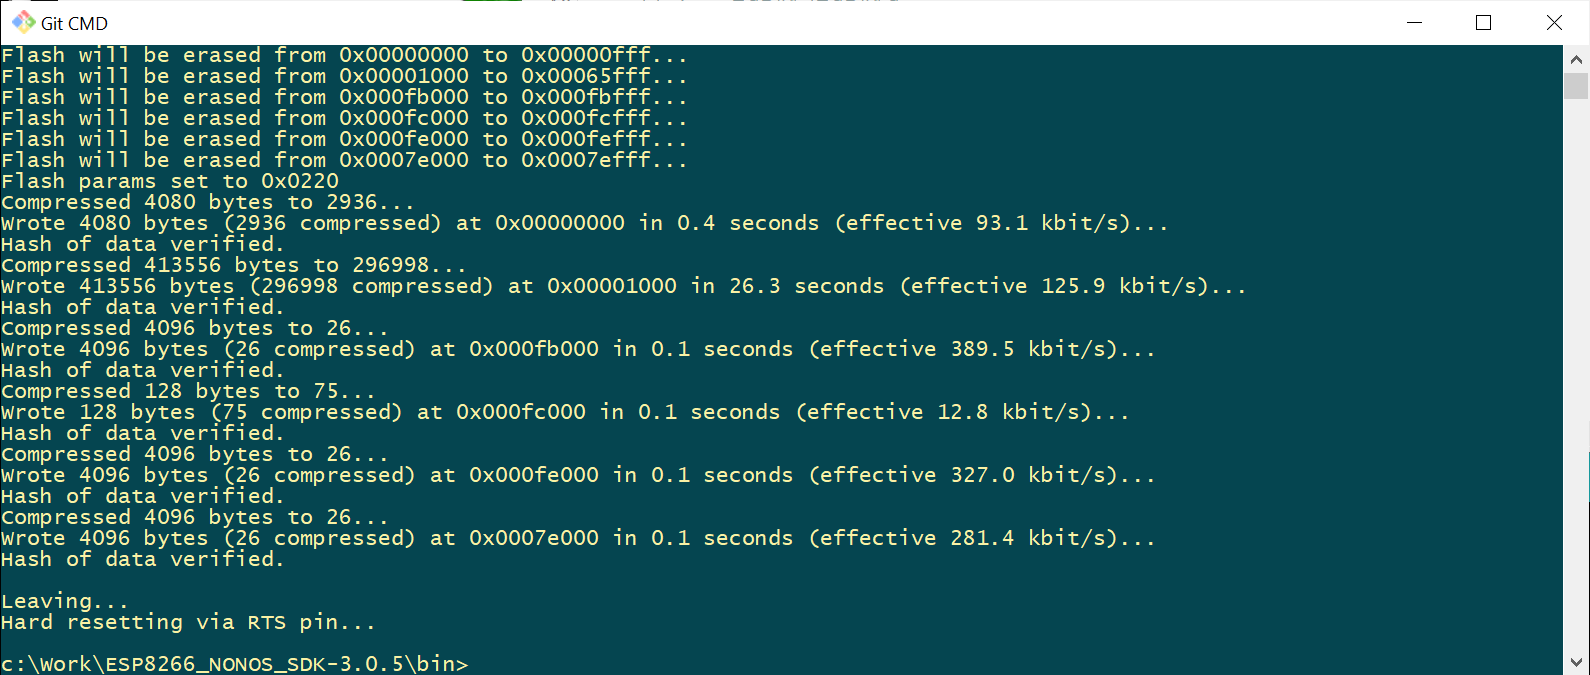 Git CMD
Flash will be erased from 0x00000000 to 0x00000fff...
Flash will be erased from 0x00001000 to 0x00065fff...
Flash will be erased from 0x000fb000 to 0x000fbfff...
Flash will be erased from 0x000fc000 to 0x000fcfff...
Flash will be erased from 0x000fe000 to 0x000fefff...
Flash will be erased from 0x0007e000 to 0x0007efff...
Flash params set to 0x0220
Compressed 4080 bytes to 2936...
Wrote 4080 bytes (2936 compressed) at 0x00000000 in 0.4 seconds (effective 93.1 kbit/s)...
Hash of data verified.
Compressed 413556 bytes to 296998...
Wrote 413556 bytes (296998 compressed) at 0x00001000 in 26.3 seconds (effective 125.9 kbit/s)...
Hash of data verified.
Compressed 4096 bytes to 26...
Wrote 4096 bytes (26 compressed) at 0x000fb000 in 0.1 seconds (effective 389.5 kbit/s)...
Hash of data verified.
Compressed 128 bytes to 75...
Wrote 128 bytes (75 compressed) at 0x000fc000 in 0.1 seconds (effective 12.8 kbit/s)...
Hash of data verified.
Compressed 4096 bytes to 26...
Wrote 4096 bytes (26 compressed) at 0x000fe000 in 0.1 seconds (effective 327.0 kbit/s)...
Hash of data verified.
Compressed 4096 bytes to 26...
Wrote 4096 bytes (26 compressed) at 0x0007e000 in 0.1 seconds (effective 281.4 kbit/s)...
Hash of data verified.
Leaving...
Hard resetting via RTS pin...
c:\Work\ESP8266_NONOS_SDK-3.0.5\bin>